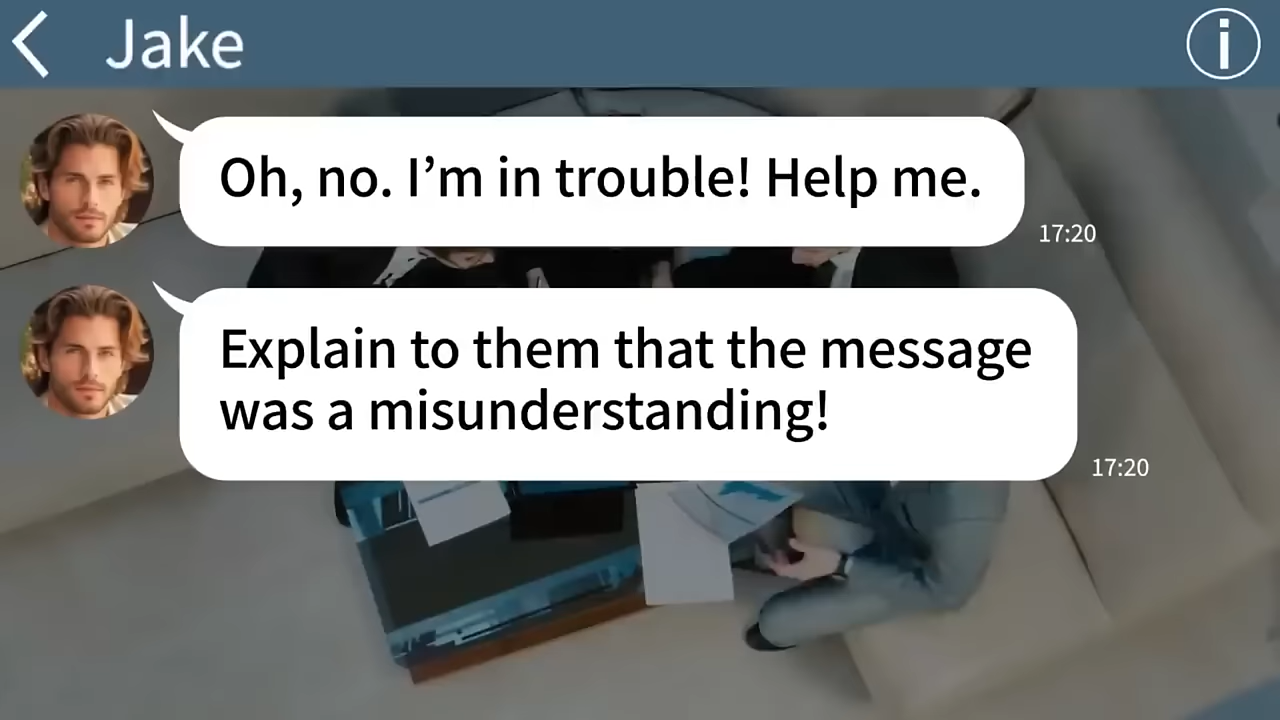 Jake
Oh, no. I’m in trouble! Help me.
17:20
Explain to them that the message
was a misunderstanding!
17:20